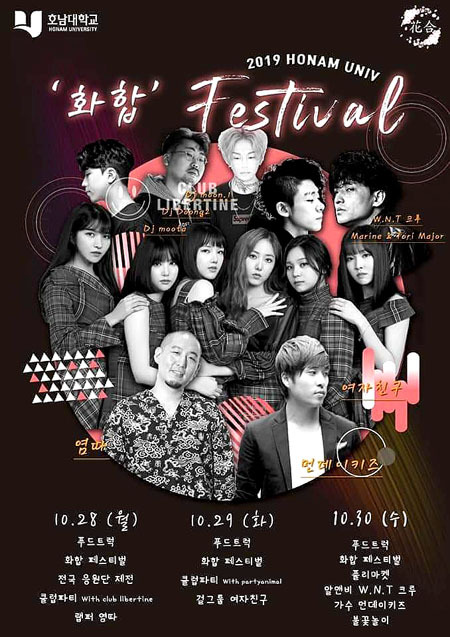 호남대학교
HONAM UNIVERSITY
花合
2019 HONAM UNIV
'화합' Festival
Dj moon.l
CLUB
LIBERTINE
Dj Doong2
Dj moota
W.N.T 크루
Marine & Tori Major
여자친구
염따
먼데이키즈
10.28 (월)
푸드트럭
화합 페스티벌
전국 응원단 제전
클럽파티 With club libertine
랩퍼 염따
10.29 (화)
푸드트럭
화합 페스티벌
클럽파티 With partyanimal
걸그룹 여자친구
10.30 (수)
푸드트럭
화합 페스티벌
플리마켓
알앤비 W.N.T 크루
가수 먼데이키즈
불꽃놀이